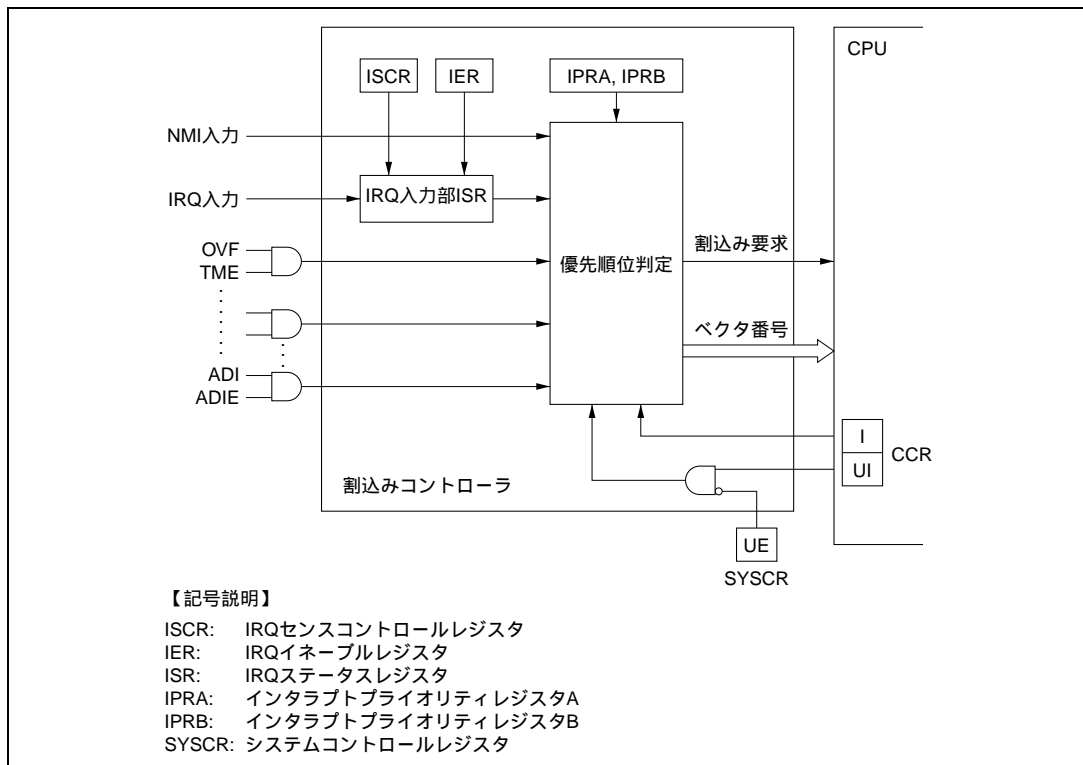 CPU
ISCR
IER
IPRA, IPRB
NMI入力
IRQ入力
IRQ入力部ISR
OVF
TME
優先順位判定
割込み要求
ベクタ番号
ADI
ADIE
I
UI
CCR
割込みコントローラ
UE
SYSCR
【記号説明】
ISCR: IRQセンスコントロールレジスタ
IER: IRQイネーブルレジスタ
ISR: IRQステータスレジスタ
IPRA: インタラプトプライオリティレジスタA
IPRB: インタラプトプライオリティレジスタB
SYSCR: システムコントロールレジスタ